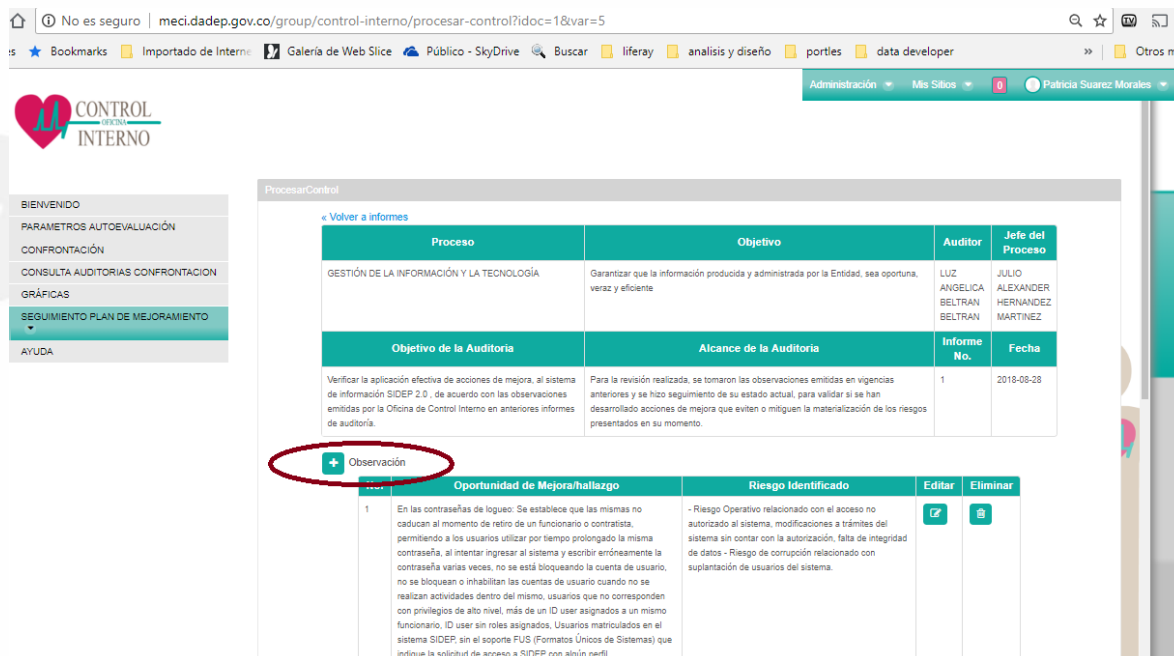 No es seguro | meci.dadep.gov.co/group/control-interno/procesar-control?idoc=1&var=5
Bookmarks Importado de Interne Galería de Web Slice Público - SkyDrive Buscar liferay analisis y diseño portles data developer » Otros m
Administración Mis Sitios 0 Patricia Suarez Morales
CONTROL
OFICINA
INTERNO
BIENVENIDO
PARAMETROS AUTOEVALUACIÓN
CONFRONTACIÓN
CONSULTA AUDITORIAS CONFRONTACION
GRÁFICAS
SEGUIMIENTO PLAN DE MEJORAMIENTO
AYUDA
ProcesarControl
« Volver a informes
Proceso
Objetivo
Auditor
Jefe del
Proceso
GESTIÓN DE LA INFORMACIÓN Y LA TECNOLOGÍA
Garantizar que la información producida y administrada por la Entidad, sea oportuna,
veraz y eficiente
LUZ
ANGELICA
BELTRAN
BELTRAN
JULIO
ALEXANDER
HERNANDEZ
MARTINEZ
Objetivo de la Auditoria
Alcance de la Auditoria
Informe
No.
Fecha
Verificar la aplicación efectiva de acciones de mejora, al sistema
de información SIDEP 2.0 , de acuerdo con las observaciones
emitidas por la Oficina de Control Interno en anteriores informes
de auditoría.
Para la revisión realizada, se tomaron las observaciones emitidas en vigencias
anteriores y se hizo seguimiento de su estado actual, para validar si se han
desarrollado acciones de mejora que eviten o mitiguen la materialización de los riesgos
presentados en su momento.
1
2018-08-28
+ Observación
Oportunidad de Mejora/hallazgo
Riesgo Identificado
Editar
Eliminar
1
En las contraseñas de logueo: Se establece que las mismas no
caducan al momento de retiro de un funcionario o contratista,
permitiendo a los usuarios utilizar por tiempo prolongado la misma
contraseña, al intentar ingresar al sistema y escribir erróneamente la
contraseña varias veces, no se está bloqueando la cuenta de usuario,
no se bloquean o inhabilitan las cuentas de usuario cuando no se
realizan actividades dentro del mismo, usuarios que no corresponden
con privilegios de alto nivel, más de un ID user asignados a un mismo
funcionario, ID user sin roles asignados, Usuarios matriculados en el
sistema SIDEP, sin el soporte FUS (Formatos Únicos de Sistemas) que
indique la solicitud de acceso a SIDEP con algún perfil
- Riesgo Operativo relacionado con el acceso no
autorizado al sistema, modificaciones a trámites del
sistema sin contar con la autorización, falta de integridad
de datos - Riesgo de corrupción relacionado con
suplantación de usuarios del sistema.